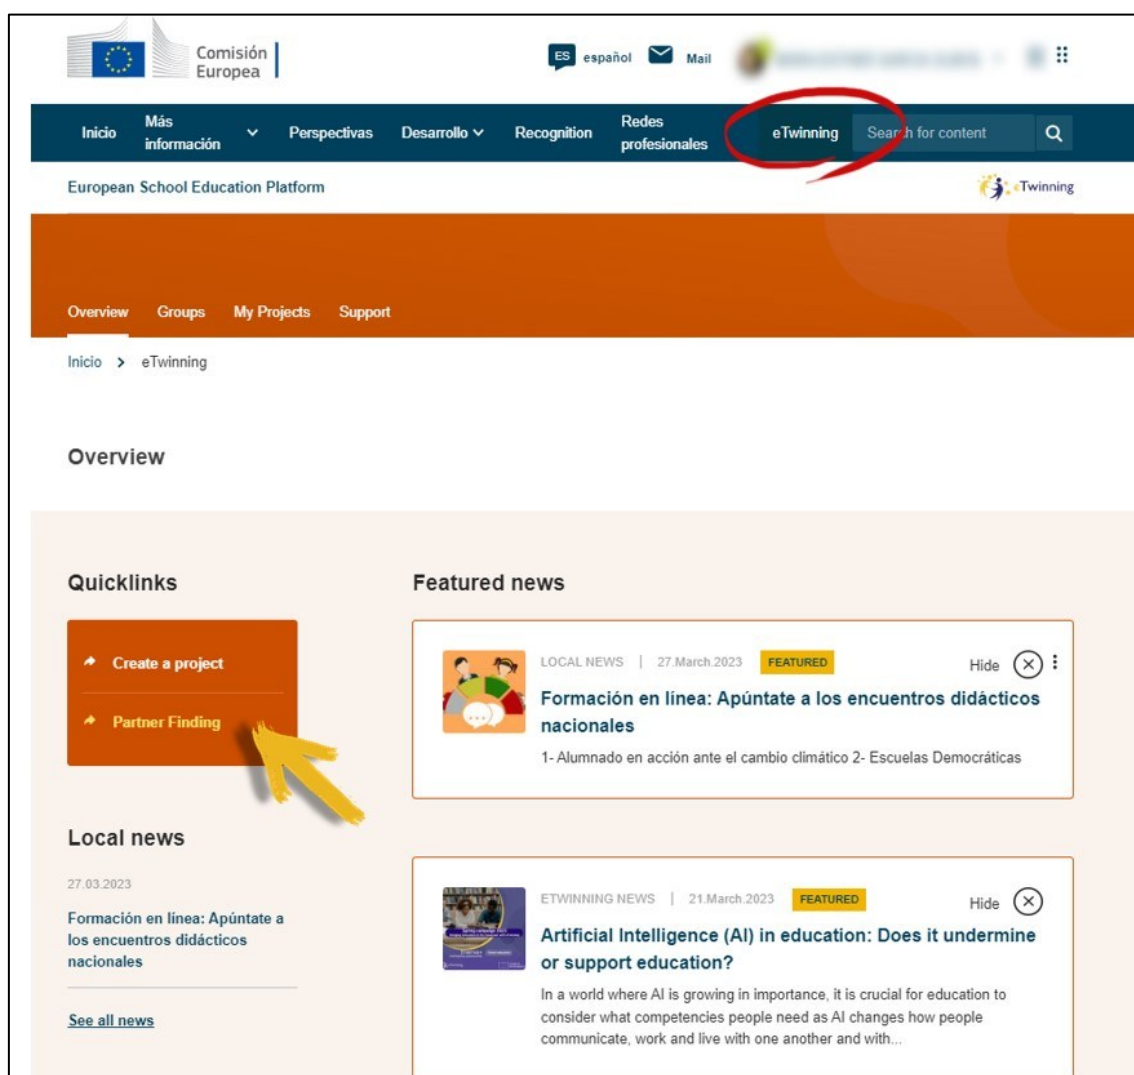 Comisión
Europea
ES español Mail
Inicio
Más información
Perspectivas
Desarrollo
Recognition
Redes profesionales
eTwinning
Search for content
European School Education Platform
eTwinning
Overview Groups My Projects Support
Inicio > eTwinning
Overview
Quicklinks
Create a project
Partner Finding
Local news
27.03.2023
Formación en línea: Apúntate a
los encuentros didácticos
nacionales
See all news
Featured news
LOCAL NEWS | 27.March.2023 FEATURED Hide
Formación en línea: Apúntate a los encuentros didácticos
nacionales
1- Alumnado en acción ante el cambio climático 2- Escuelas Democráticas
ETWINNING NEWS | 21.March.2023 FEATURED Hide
Artificial Intelligence (AI) in education: Does it undermine
or support education?
In a world where AI is growing in importance, it is crucial for education to
consider what competencies people need as AI changes how people
communicate, work and live with one another and with...